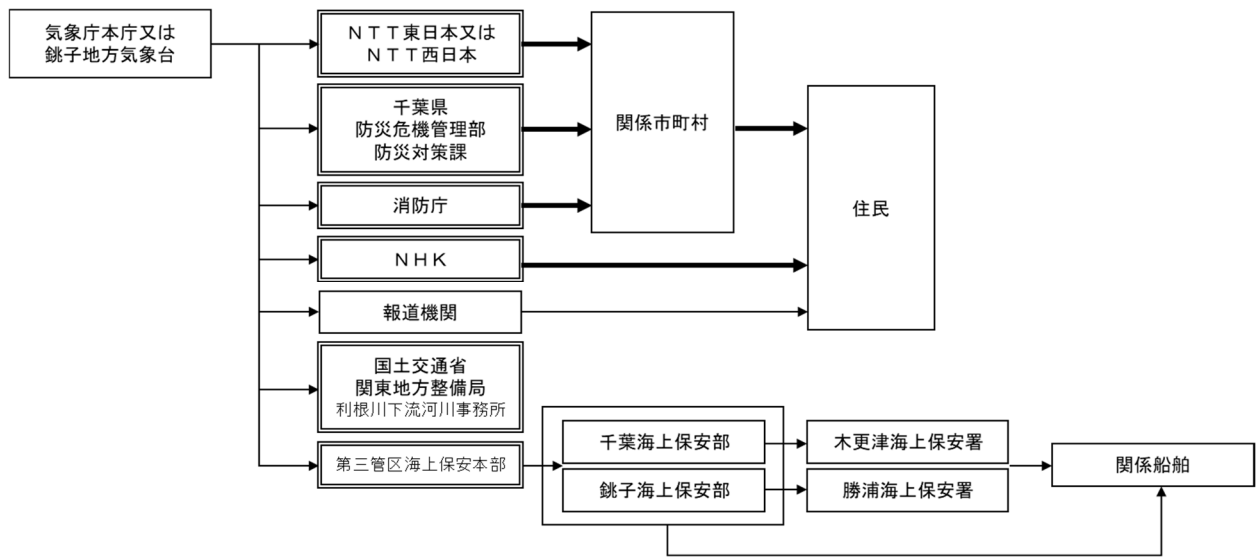 気象庁本庁又は
銚子地方気象台
ＮＴＴ東日本又は
ＮＴＴ西日本
千葉県
防災危機管理部
防災対策課
消防庁
ＮＨＫ
報道機関
国土交通省
関東地方整備局
利根川下流河川事務所
第三管区海上保安本部
関係市町村
住民
千葉海上保安部
銚子海上保安部
木更津海上保安署
勝浦海上保安署
関係船舶